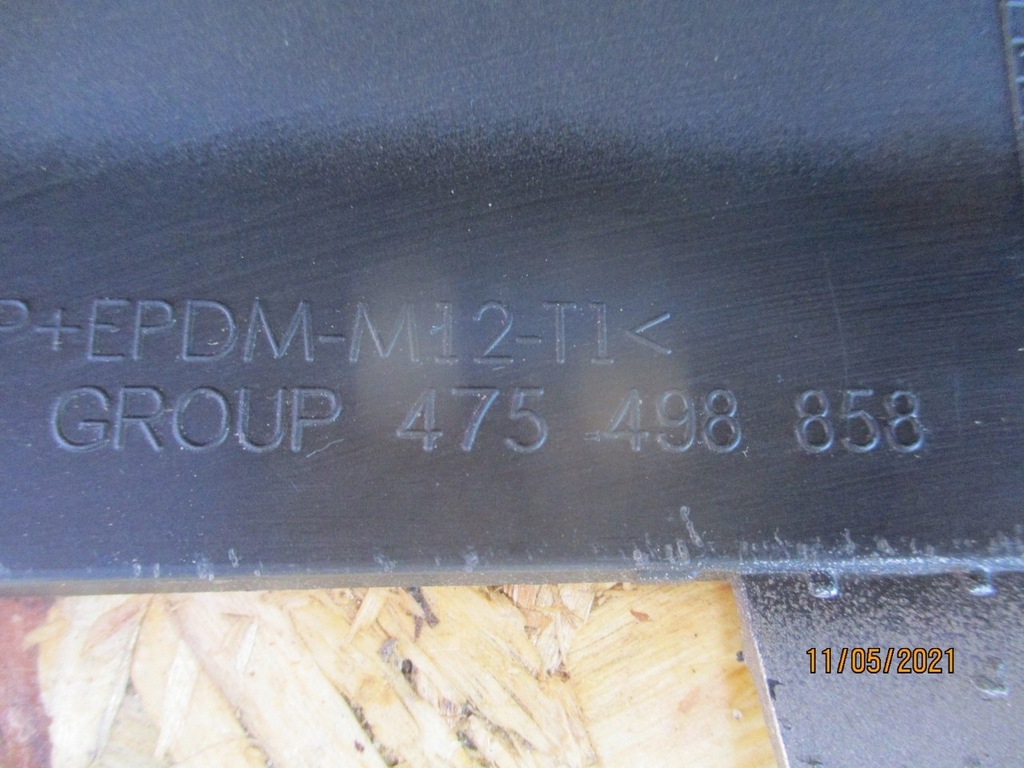 P+EPDM-M12-T1<
GROUP 475 498 858
11/05/2021